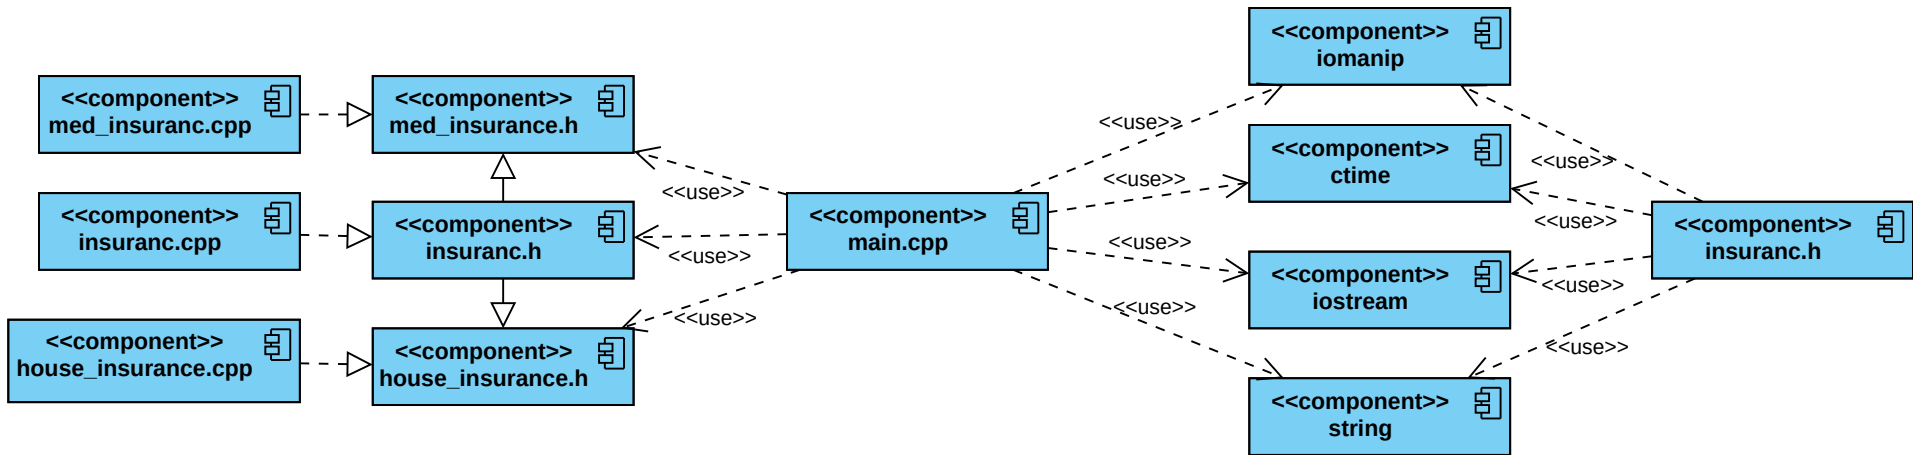 <<component>>
med_insuranc.cpp
<<component>>
insuranc.cpp
<<component>>
house_insurance.cpp
<<component>>
med_insurance.h
<<component>>
insuranc.h
<<component>>
house_insurance.h
<<use>>
<<use>>
<<use>>
<<component>>
main.cpp
<<use>>
<<use>>
<<use>>
<<use>>
<<component>>
iomanip
<<component>>
ctime
<<component>>
iostream
<<component>>
string
<<use>>
<<use>>
<<use>>
<<use>>
<<component>>
insuranc.h